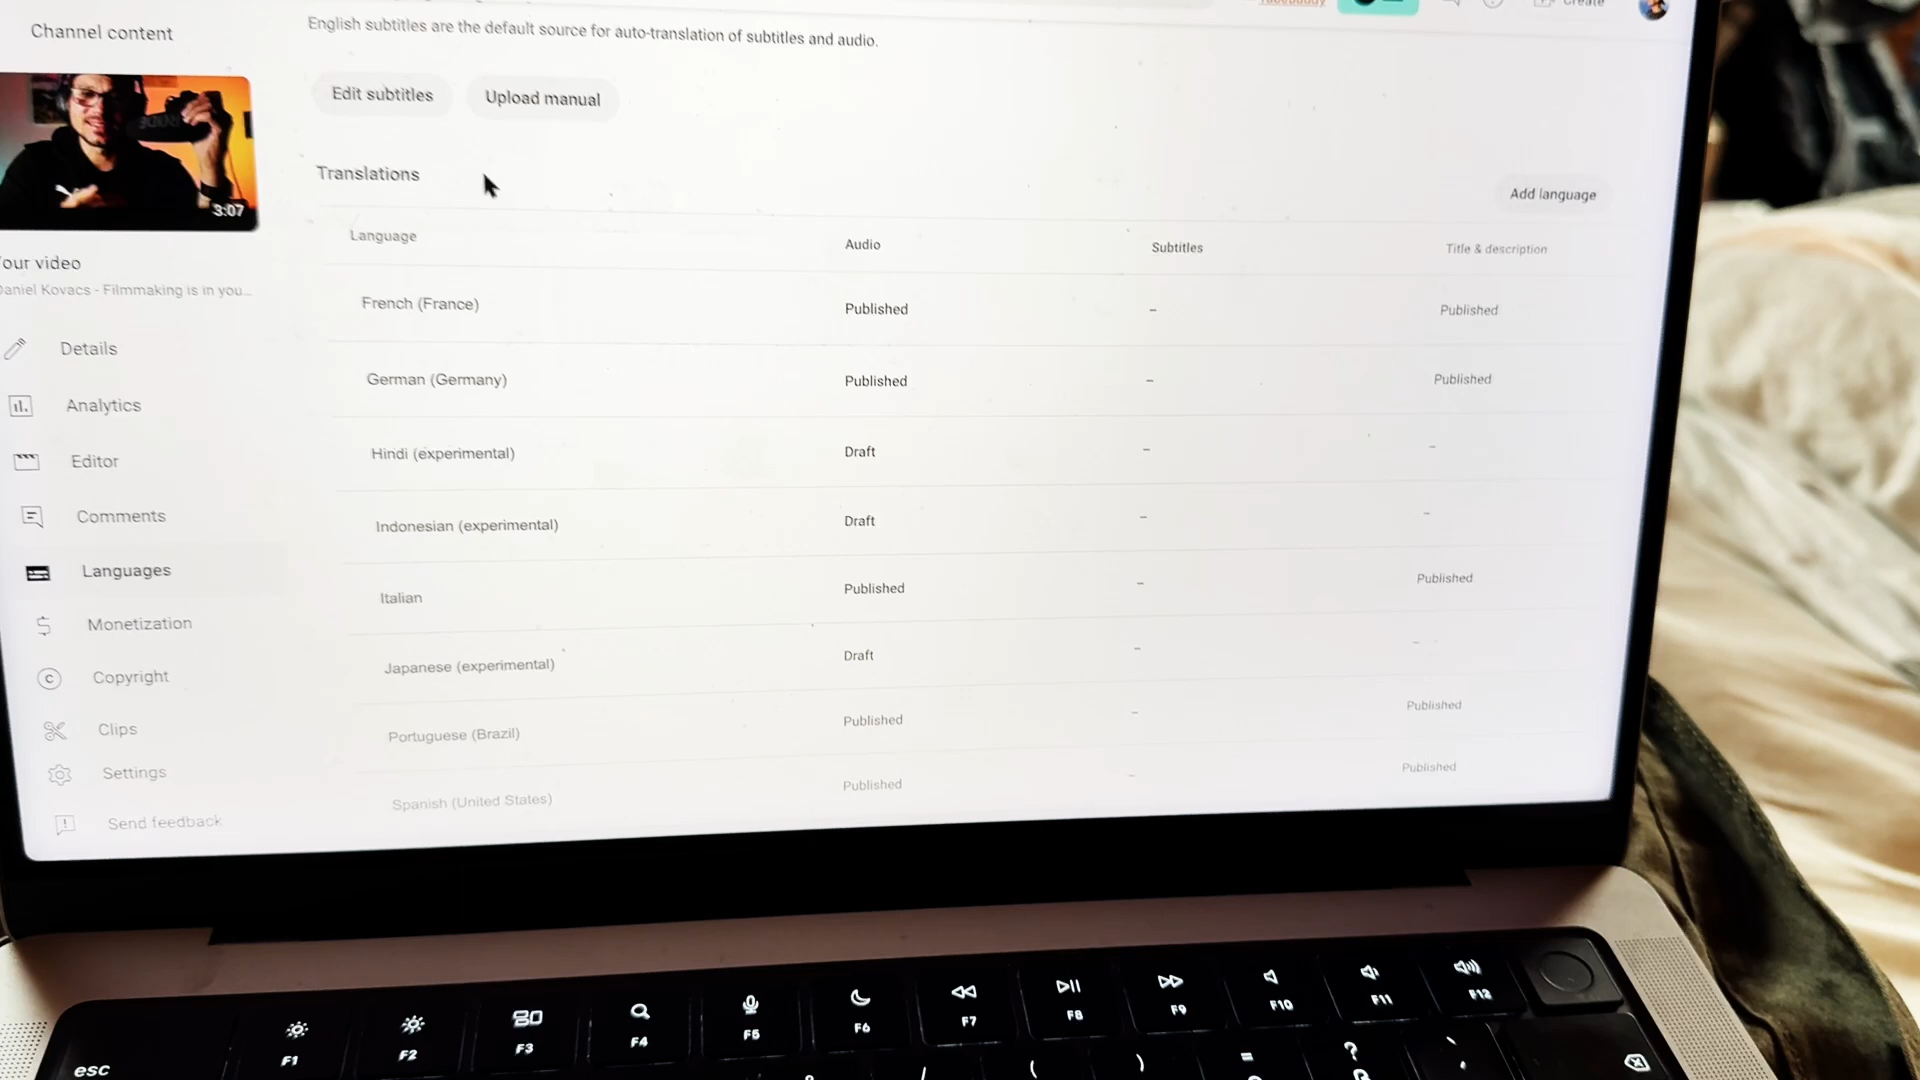 Create
English subtitles are the default source for auto-translation of subtitles and audio.
Channel content
Edit subtitles
Upload manual
3:07
Translations
Add language
Language Audio Subtitles Title & description
French (France) Published – Published
German (Germany) Published – Published
Hindi (experimental) Draft – –
Indonesian (experimental) Draft – –
Italian Published – Published
Japanese (experimental) Draft – –
Portuguese (Brazil) Published – Published
Spanish (United States) Published – Published
our video
Daniel Kovacs - Filmmaking is in you...
Details
Analytics
Editor
Comments
Languages
Monetization
Copyright
Clips
Settings
Send feedback
esc F1 F2 F3 F4 F5 F6 F7 F8 F9 F10 F11 F12
/ ( ) = ?